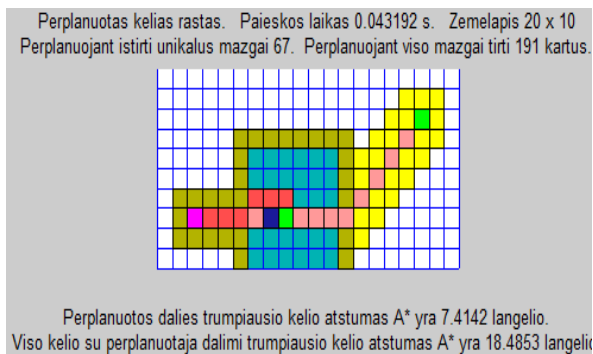 Perplanuotas kelias rastas. Paieskos laikas 0.043192 s. Zemelapis 20 x 10
Perplanuojant istirti unikalus mazgai 67. Perplanuojant viso mazgai tirti 191 kartus.
Perplanuotos dalies trumpiausio kelio atstumas A* yra 7.4142 langelio.
Viso kelio su perplanuotaja dalimi trumpiausio kelio atstumas A* yra 18.4853 langelio